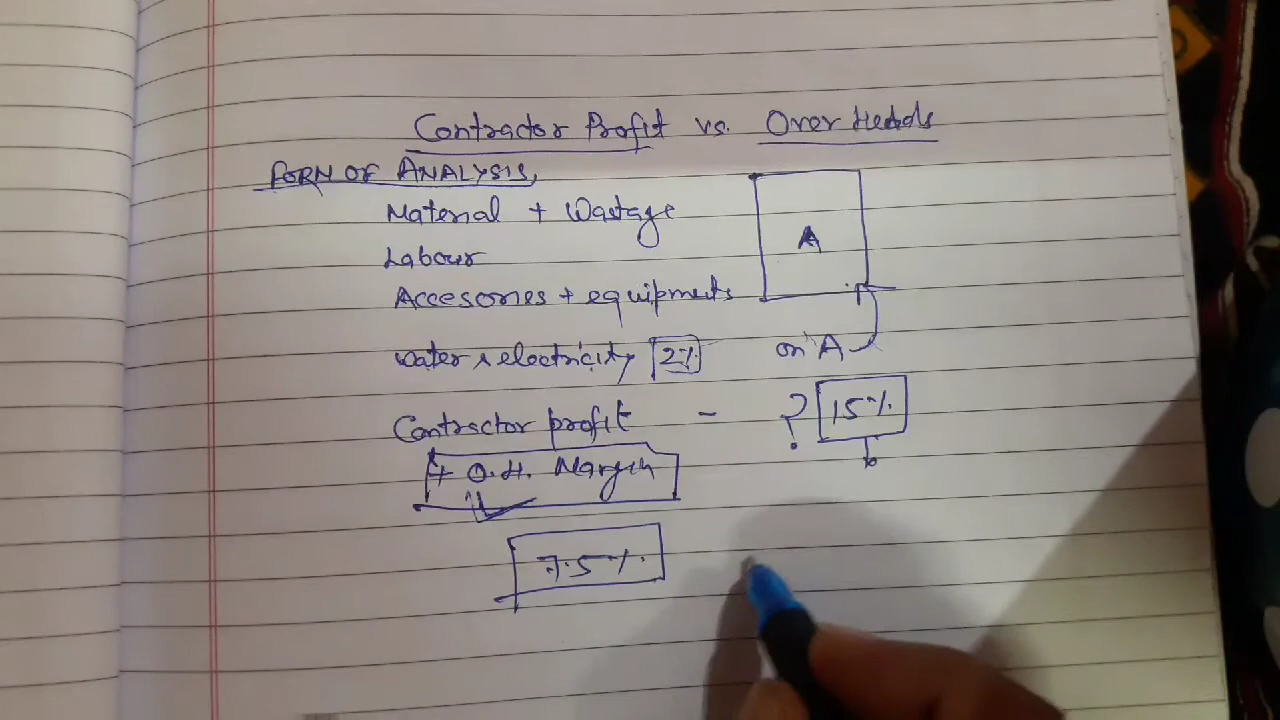 Contractor Profit vs. Over Heads
FORM OF ANALYSIS,
Material + Wastage
A
Labour
Accesories + equipments
water & electricity 2% on A
Contractor profit - ? 15%
+ O.H. Margin
7.5%